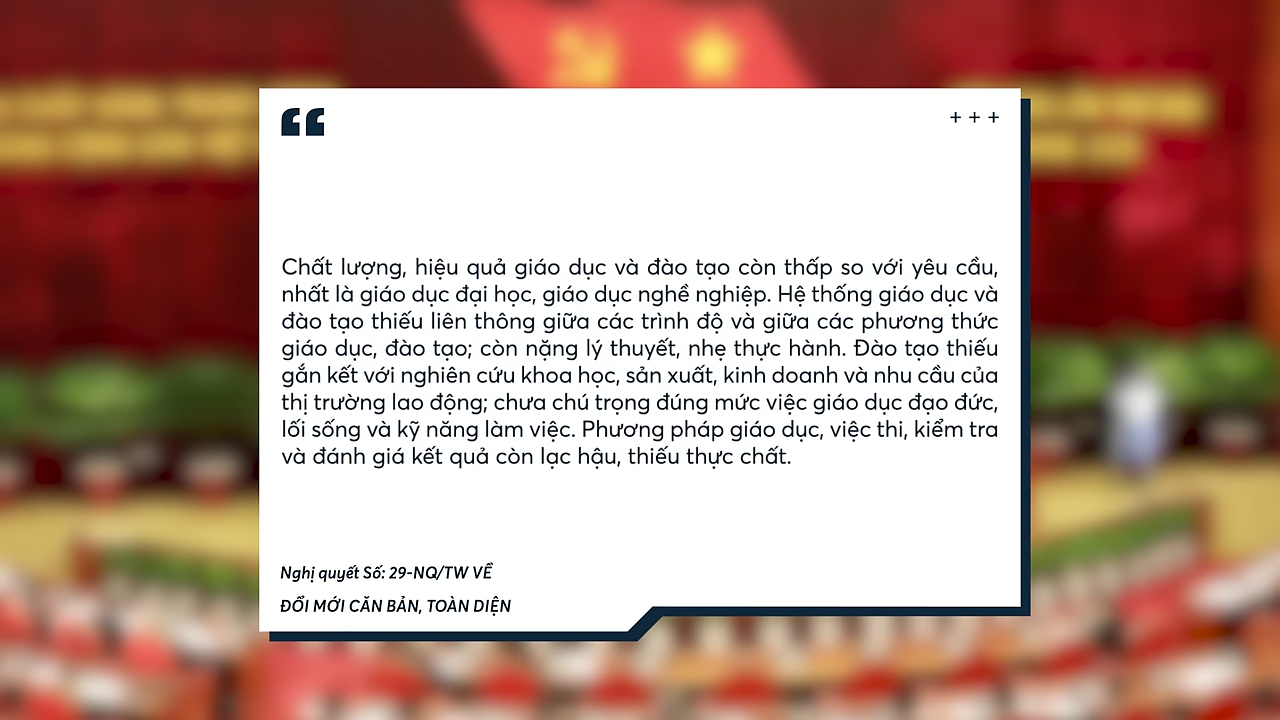 Chất lượng, hiệu quả giáo dục và đào tạo còn thấp so với yêu cầu,
nhất là giáo dục đại học, giáo dục nghề nghiệp. Hệ thống giáo dục và
đào tạo thiếu liên thông giữa các trình độ và giữa các phương thức
giáo dục, đào tạo; còn nặng lý thuyết, nhẹ thực hành. Đào tạo thiếu
gắn kết với nghiên cứu khoa học, sản xuất, kinh doanh và nhu cầu của
thị trường lao động; chưa chú trọng đúng mức việc giáo dục đạo đức,
lối sống và kỹ năng làm việc. Phương pháp giáo dục, việc thi, kiểm tra
và đánh giá kết quả còn lạc hậu, thiếu thực chất.
Nghị quyết Số: 29-NQ/TW VỀ
ĐỔI MỚI CĂN BẢN, TOÀN DIỆN